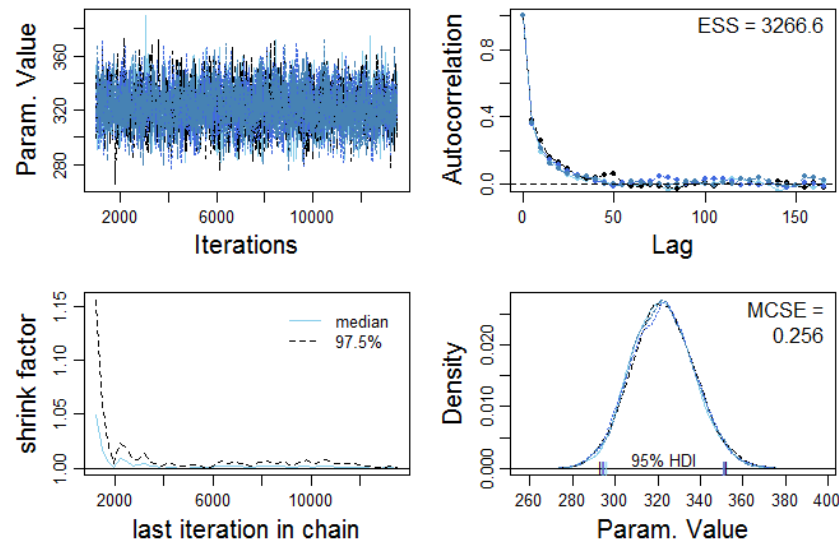 Param. Value
280 320 360
2000 6000 10000
Iterations
Autocorrelation
0.0 0.4 0.8
ESS = 3266.6
0 50 100 150
Lag
shrink factor
1.00 1.05 1.10 1.15
median
97.5%
2000 6000 10000
last iteration in chain
Density
0.000 0.010 0.020
MCSE =
0.256
95% HDI
260 280 300 320 340 360 380 400
Param. Value